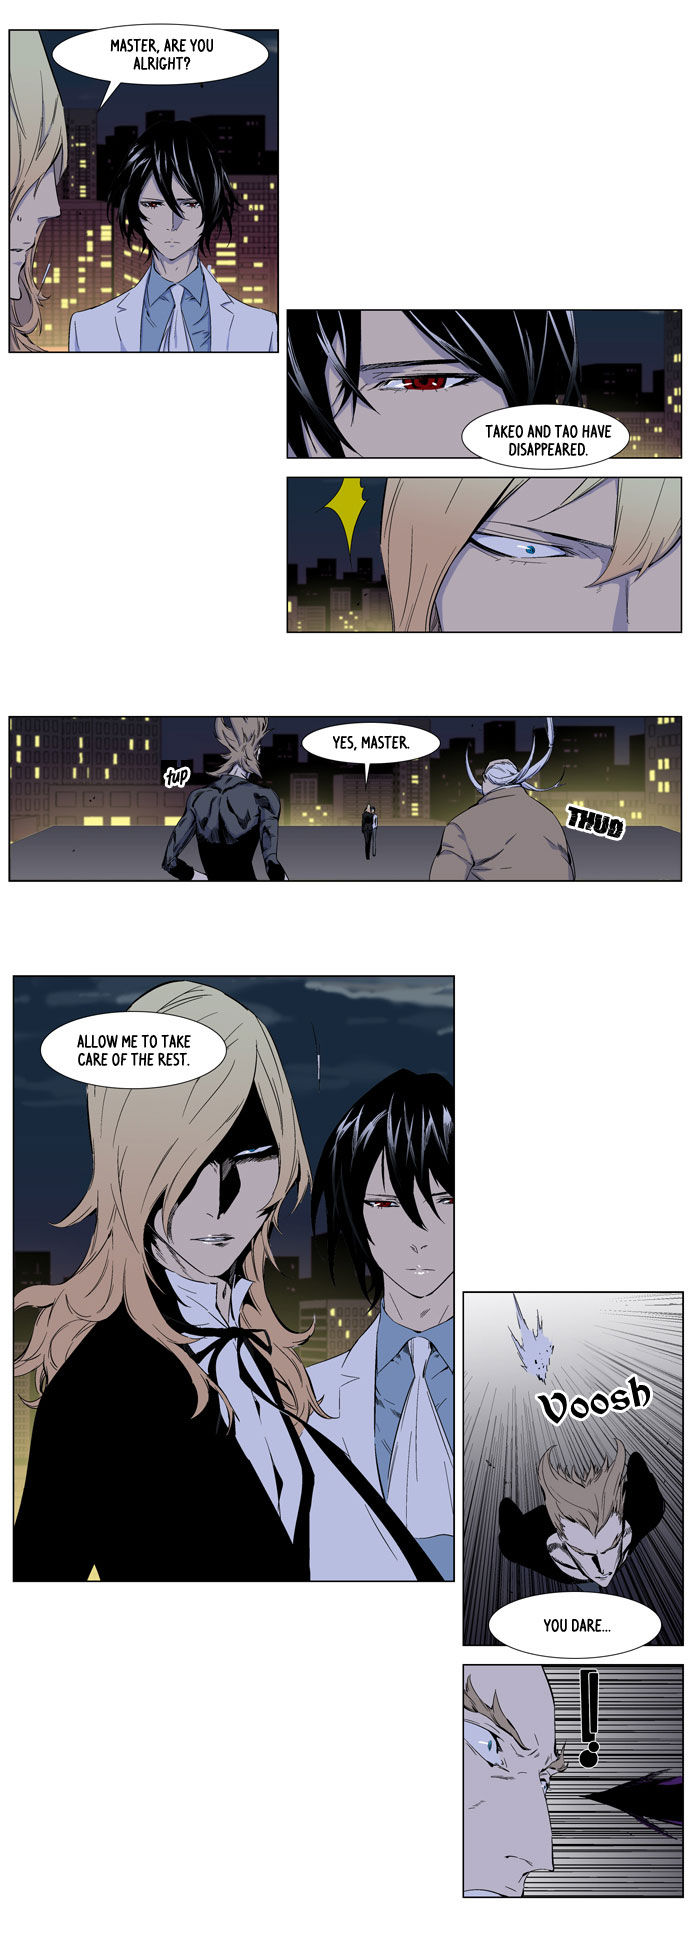 MASTER, ARE YOU
ALRIGHT?
TAKEO AND TAO HAVE
DISAPPEARED.
YES, MASTER.
tup
THUD
ALLOW ME TO TAKE
CARE OF THE REST.
Voosh
YOU DARE...
!